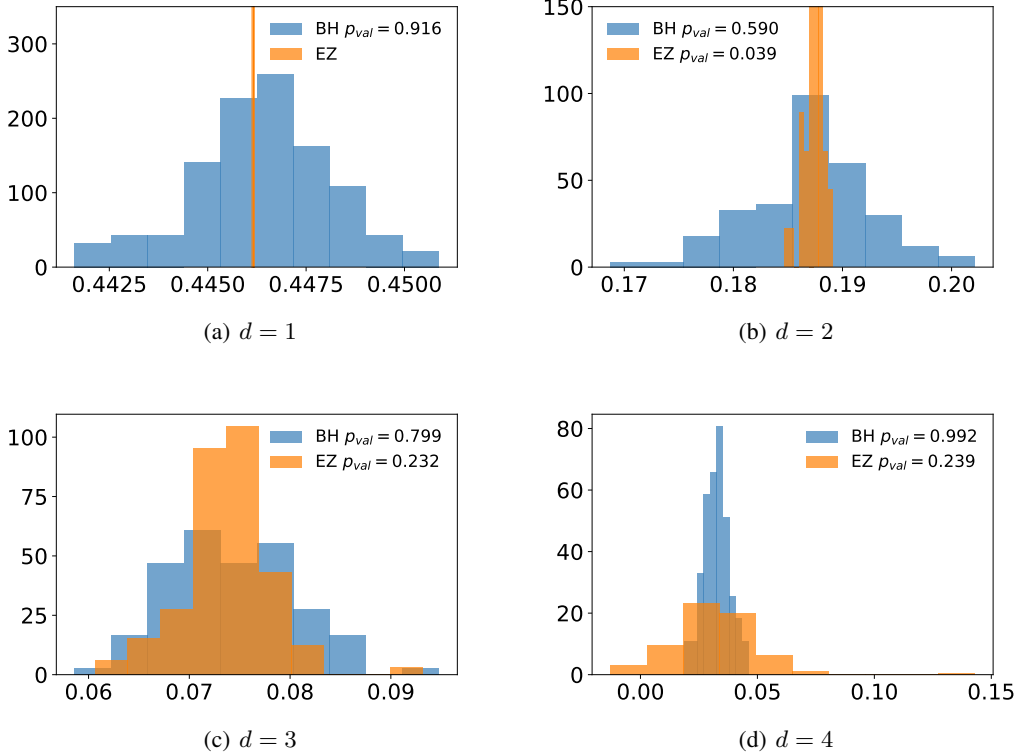 300
200
100
0
BH p_val = 0.916
EZ
0.4425 0.4450 0.4475 0.4500
(a) d = 1
150
100
50
0
BH p_val = 0.590
EZ p_val = 0.039
0.17 0.18 0.19 0.20
(b) d = 2
100
75
50
25
0
BH p_val = 0.799
EZ p_val = 0.232
0.06 0.07 0.08 0.09
(c) d = 3
80
60
40
20
0
BH p_val = 0.992
EZ p_val = 0.239
0.00 0.05 0.10 0.15
(d) d = 4